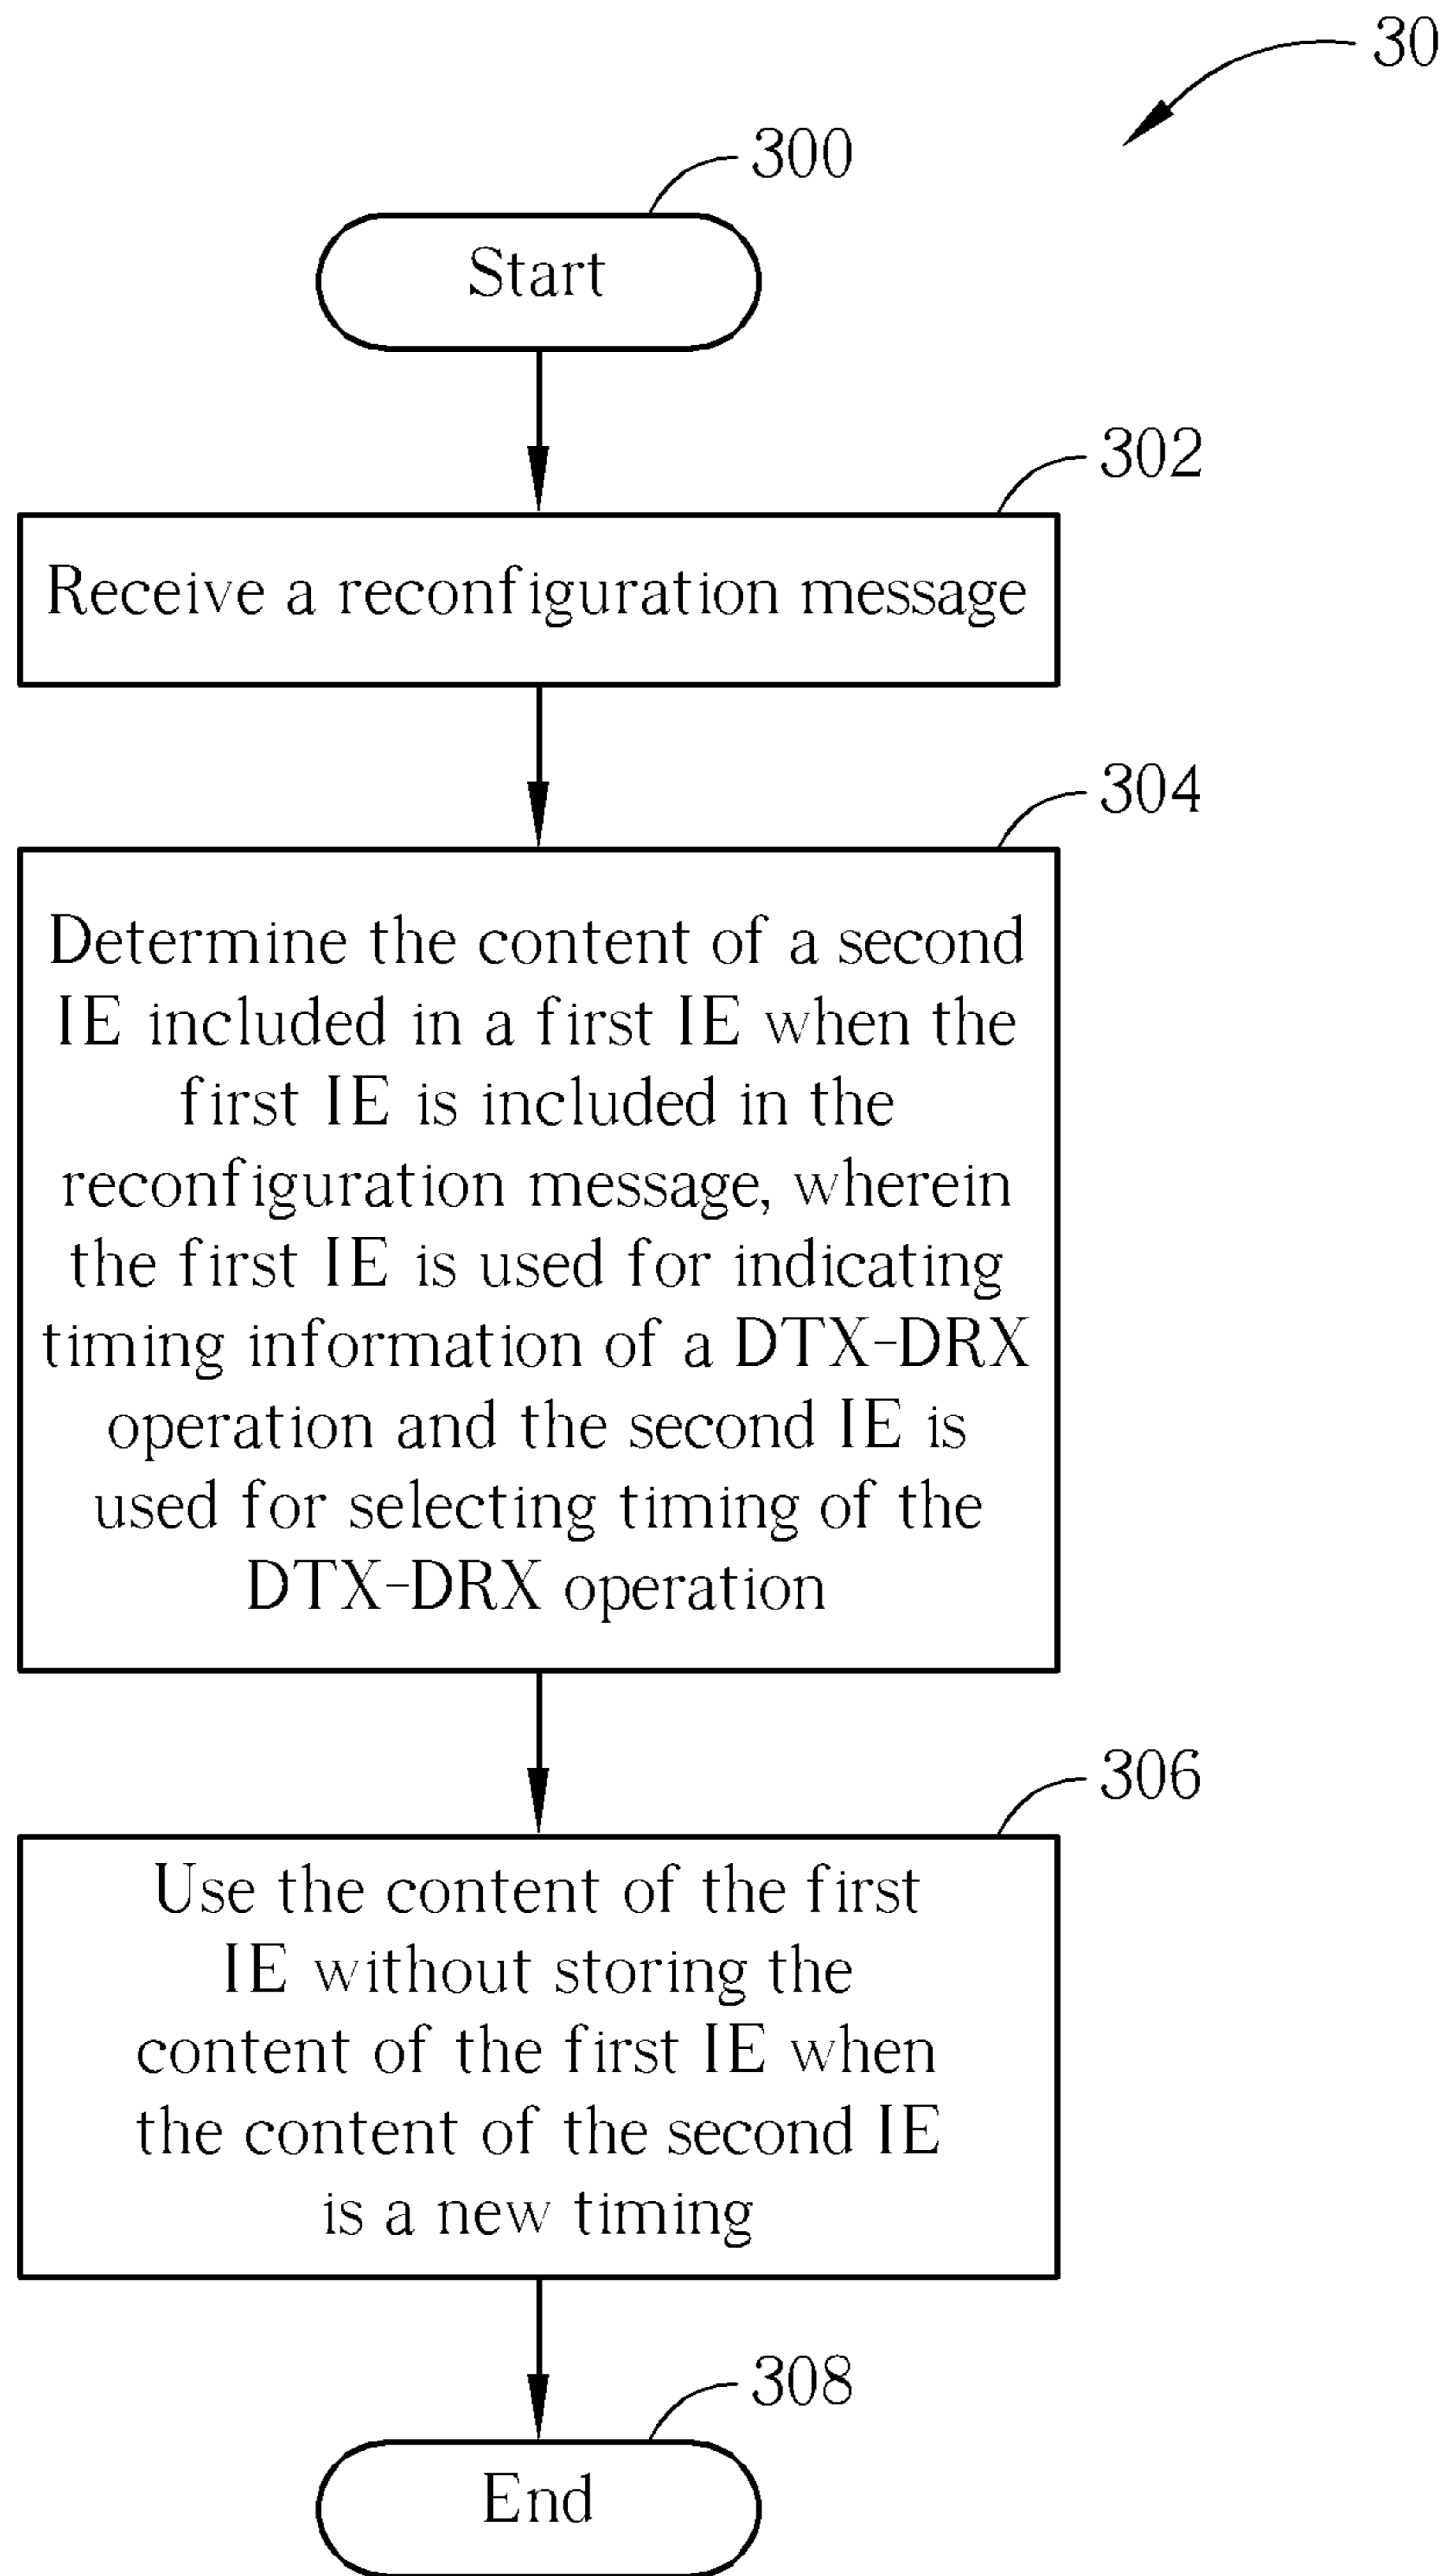 30
300
Start
302
Receive a reconfiguration message
304
Determine the content of a second
IE included in a first IE when the
first IE is included in the
reconfiguration message, wherein
the first IE is used for indicating
timing information of a DTX-DRX
operation and the second IE is
used for selecting timing of the
DTX-DRX operation
306
Use the content of the first
IE without storing the
content of the first IE when
the content of the second IE
is a new timing
308
End